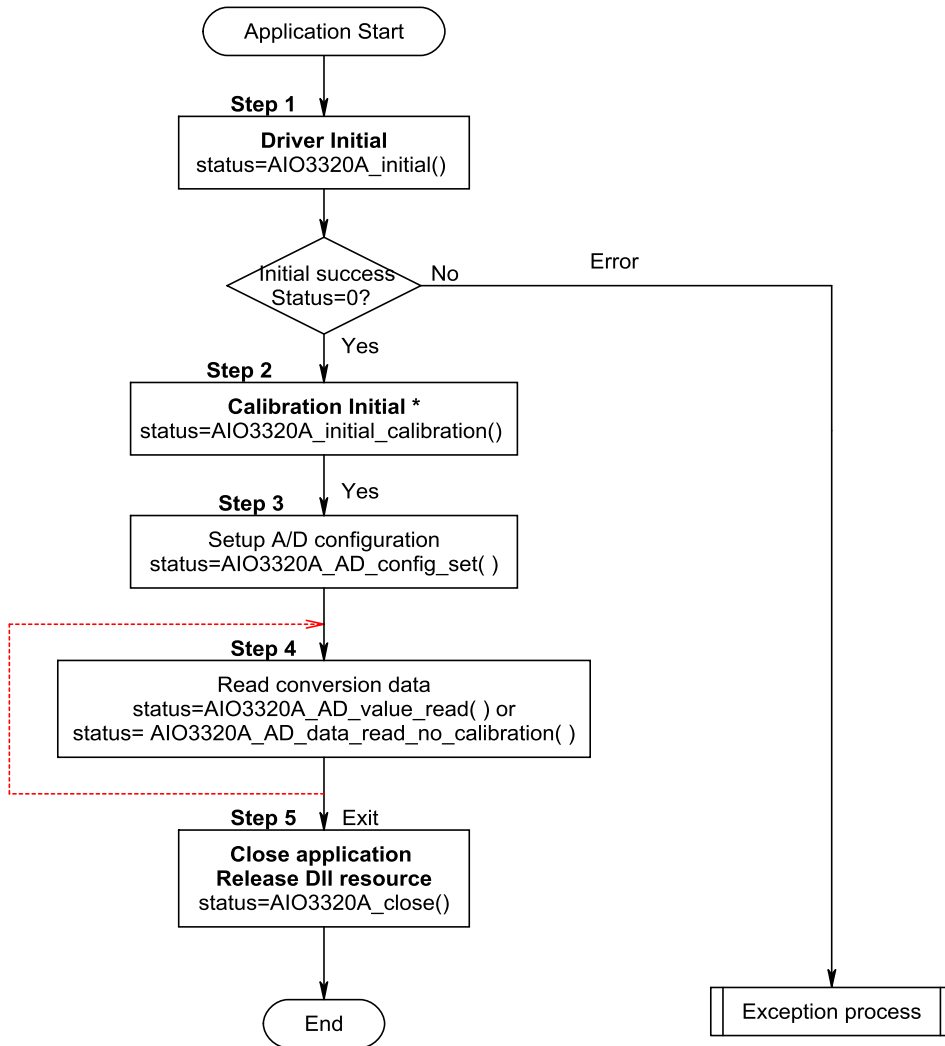 Application Start
Step 1
Driver Initial
status=AIO3320A_initial()
Initial success
Status=0?
No
Error
Yes
Step 2
Calibration Initial *
status=AIO3320A_initial_calibration()
Yes
Step 3
Setup A/D configuration
status=AIO3320A_AD_config_set( )
Step 4
Read conversion data
status=AIO3320A_AD_value_read( ) or
status= AIO3320A_AD_data_read_no_calibration( )
Step 5
Exit
Close application
Release Dll resource
status=AIO3320A_close()
End
Exception process